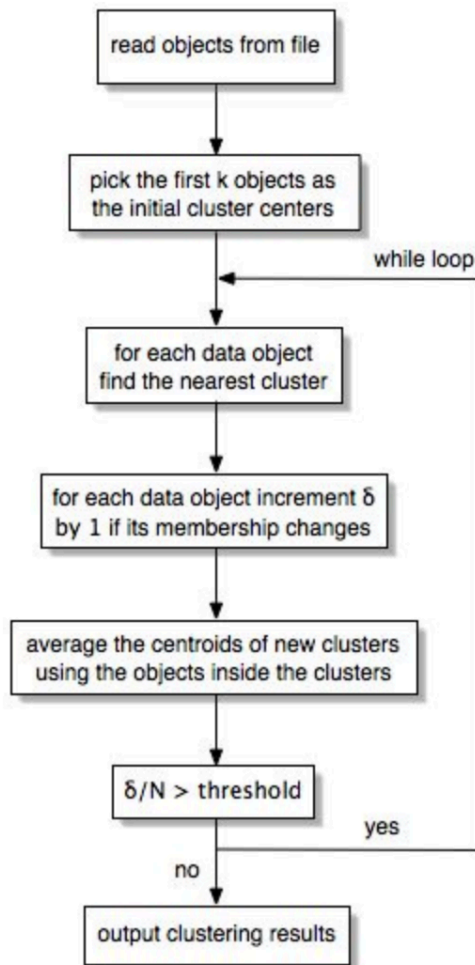 read objects from file
pick the first k objects as
the initial cluster centers
while loop
for each data object
find the nearest cluster
for each data object increment δ
by 1 if its membership changes
average the centroids of new clusters
using the objects inside the clusters
δ/N > threshold
yes
no
output clustering results